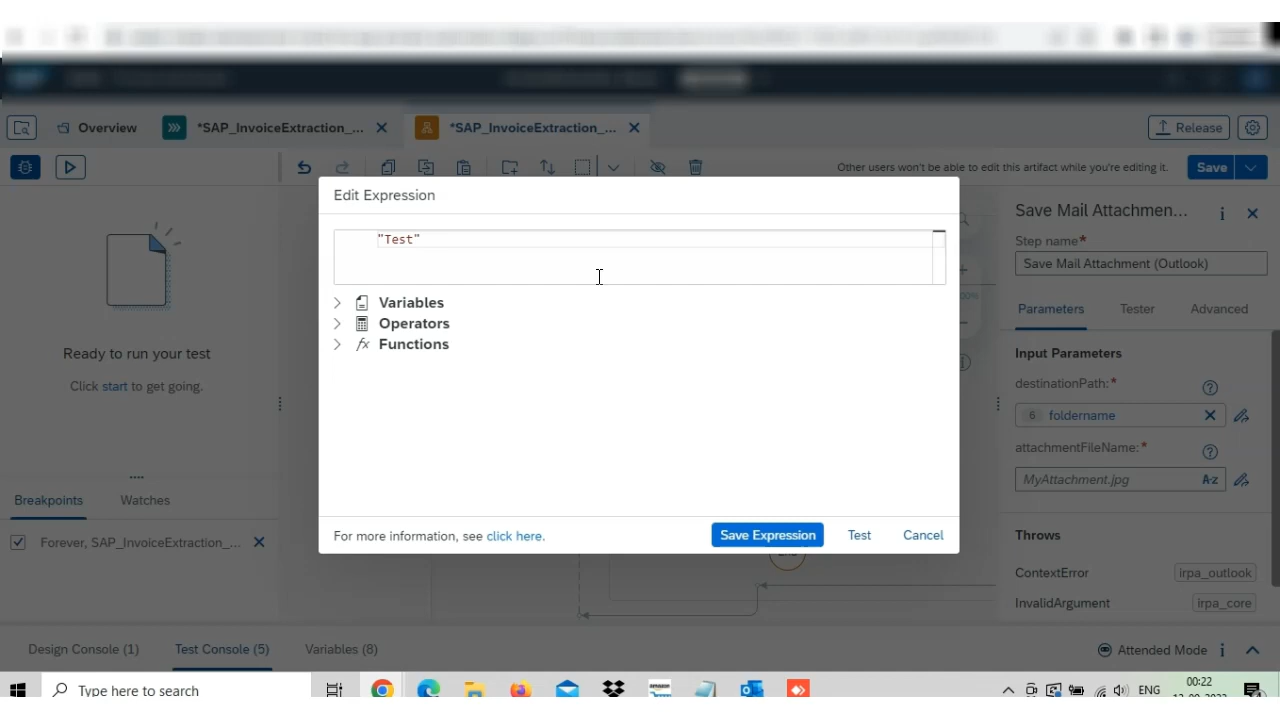 Overview
*SAP_InvoiceExtraction_...
*SAP_InvoiceExtraction_...
Release
Other users won't be able to edit this artifact while you're editing it.
Save
Edit Expression
"Test"
Variables
Operators
fx Functions
For more information, see click here.
Save Expression
Test
Cancel
Ready to run your test
Click start to get going.
Breakpoints
Watches
Forever, SAP_InvoiceExtraction_...
Save Mail Attachmen...
Step name*
Save Mail Attachment (Outlook)
Parameters
Tester
Advanced
Input Parameters
destinationPath:*
6 foldername
attachmentFileName:*
MyAttachment.jpg
A-z
Throws
ContextError
irpa_outlook
InvalidArgument
irpa_core
Design Console (1)
Test Console (5)
Variables (8)
Attended Mode
Type here to search
ENG
00:22